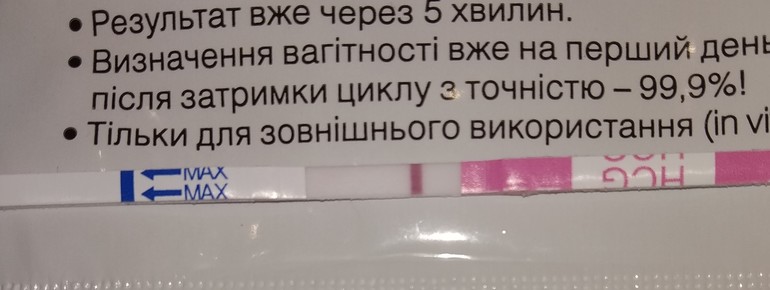 • Результат вже через 5 хвилин.
• Визначення вагітності вже на перший день
після затримки циклу з точністю – 99,9%!
• Тільки для зовнішнього використання (in vi
MAX
MAX
HCG